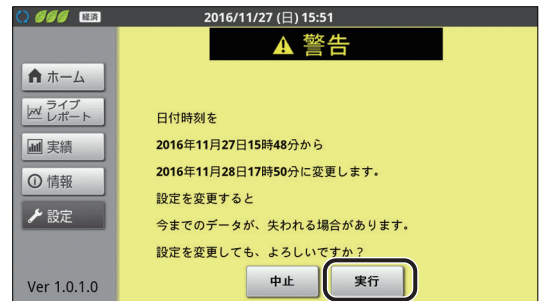 経済
2016/11/27 (日) 15:51
警告
ホーム
ライブ
レポート
実績
情報
設定
Ver 1.0.1.0
日付時刻を
2016年11月27日15時48分から
2016年11月28日17時50分に変更します。
設定を変更すると
今までのデータが、失われる場合があります。
設定を変更しても、よろしいですか？
中止
実行